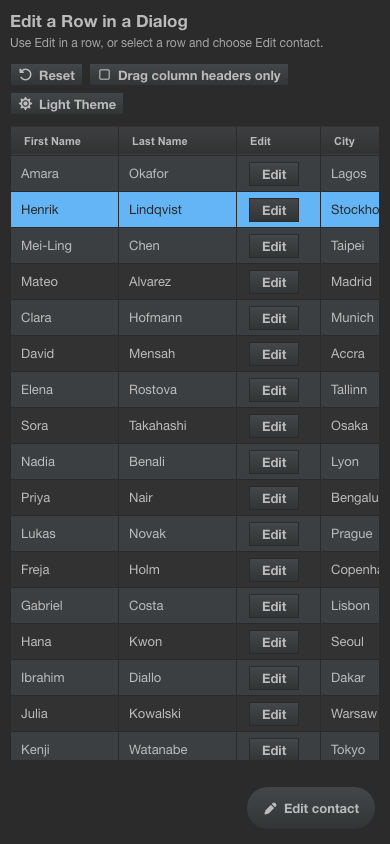 Edit a Row in a Dialog
Use Edit in a row, or select a row and choose Edit contact.
Reset Drag column headers only
Light Theme
First Name Last Name Edit City
Amara Okafor Edit Lagos
Henrik Lindqvist Edit Stockho
Mei-Ling Chen Edit Taipei
Mateo Alvarez Edit Madrid
Clara Hofmann Edit Munich
David Mensah Edit Accra
Elena Rostova Edit Tallinn
Sora Takahashi Edit Osaka
Nadia Benali Edit Lyon
Priya Nair Edit Bengalu
Lukas Novak Edit Prague
Freja Holm Edit Copenha
Gabriel Costa Edit Lisbon
Hana Kwon Edit Seoul
Ibrahim Diallo Edit Dakar
Julia Kowalski Edit Warsaw
Kenji Watanabe Edit Tokyo
Edit contact